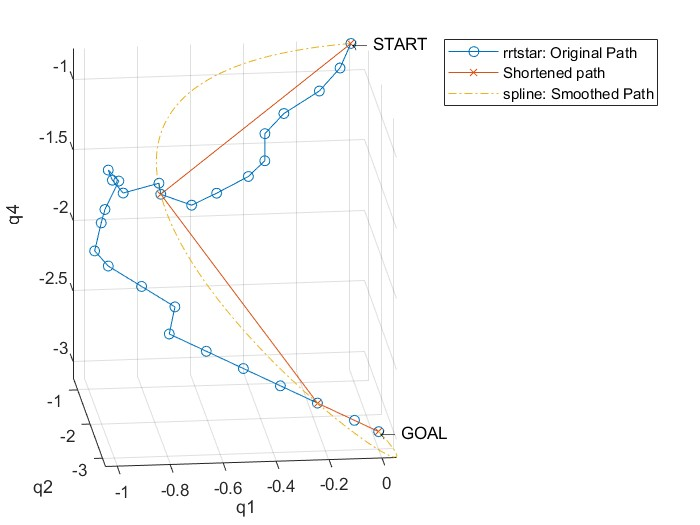 START
rrtstar: Original Path
Shortened path
spline: Smoothed Path
-1
-1.5
-2
-2.5
-3
q4
-1
-2
-3
q2
-1
-0.8
-0.6
-0.4
-0.2
0
q1
GOAL